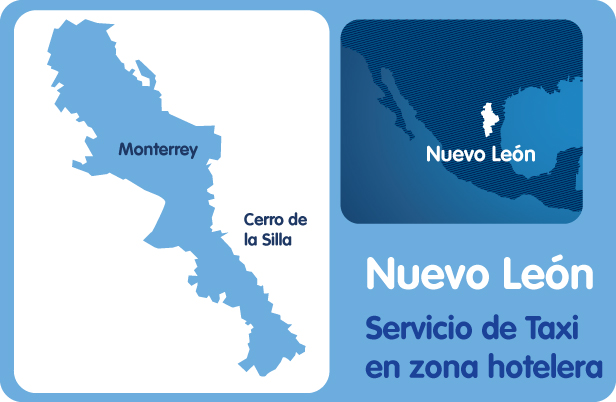 Monterrey
Cerro de
la Silla
Nuevo León
Nuevo León
Servicio de Taxi
en zona hotelera